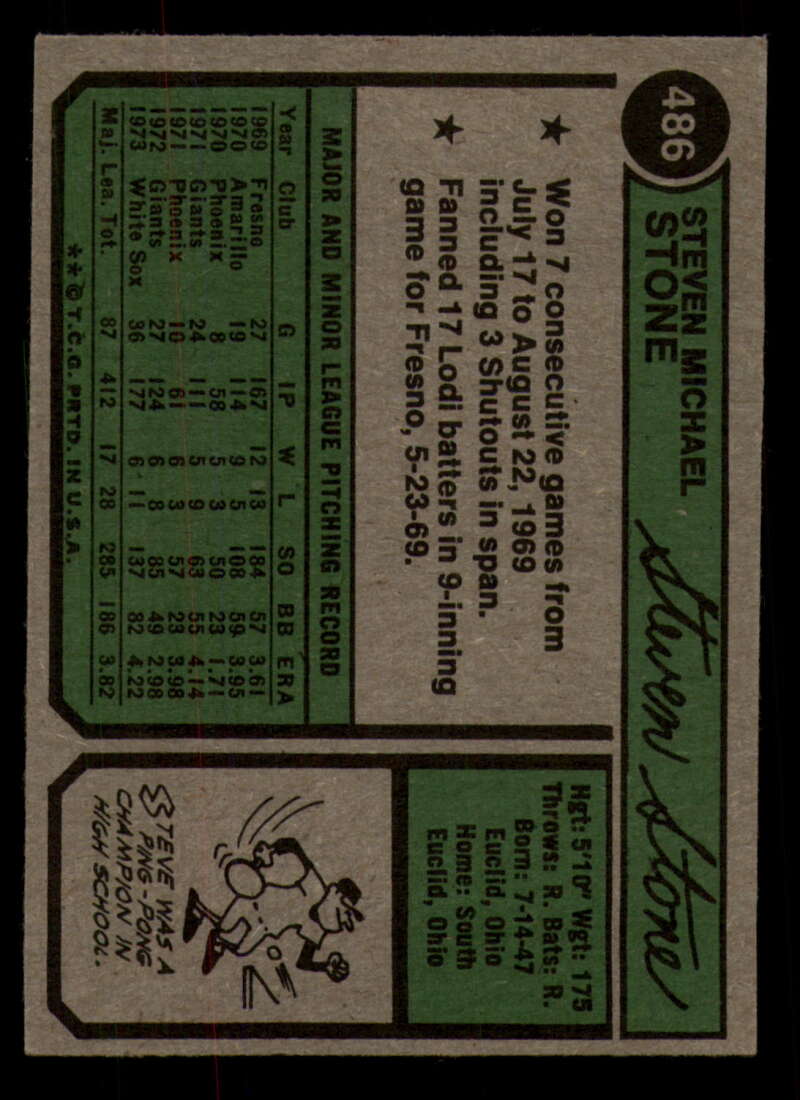 486
STEVEN MICHAEL
STONE
Steven Stone
★ Won 7 consecutive games from
July 17 to August 22, 1969
including 3 Shutouts in span.
★ Fanned 17 Lodi batters in 9-inning
game for Fresno, 5-23-69.
Hgt: 5'10" Wgt: 175
Throws: R. Bats: R.
Born: 7-14-47
Euclid, Ohio
Home: South
Euclid, Ohio
MAJOR AND MINOR LEAGUE PITCHING RECORD
Year Club G IP W L SO BB ERA
1969 Fresno 27 167 12 13 184 57 3.61
1970 Amarillo 19 114 9 5 108 59 3.95
1970 Phoenix 8 58 5 3 50 23 1.71
1971 Giants 24 111 5 9 63 55 4.14
1971 Phoenix 10 61 6 3 57 23 3.98
1972 Giants 27 124 6 8 85 49 2.98
1973 White Sox 36 177 6 11 137 82 4.22
Maj. Lea. Tot. 87 412 17 28 285 186 3.82
**© T.C.G. PRTD. IN U.S.A.
STEVE WAS A
PING-PONG
CHAMPION IN
HIGH SCHOOL.